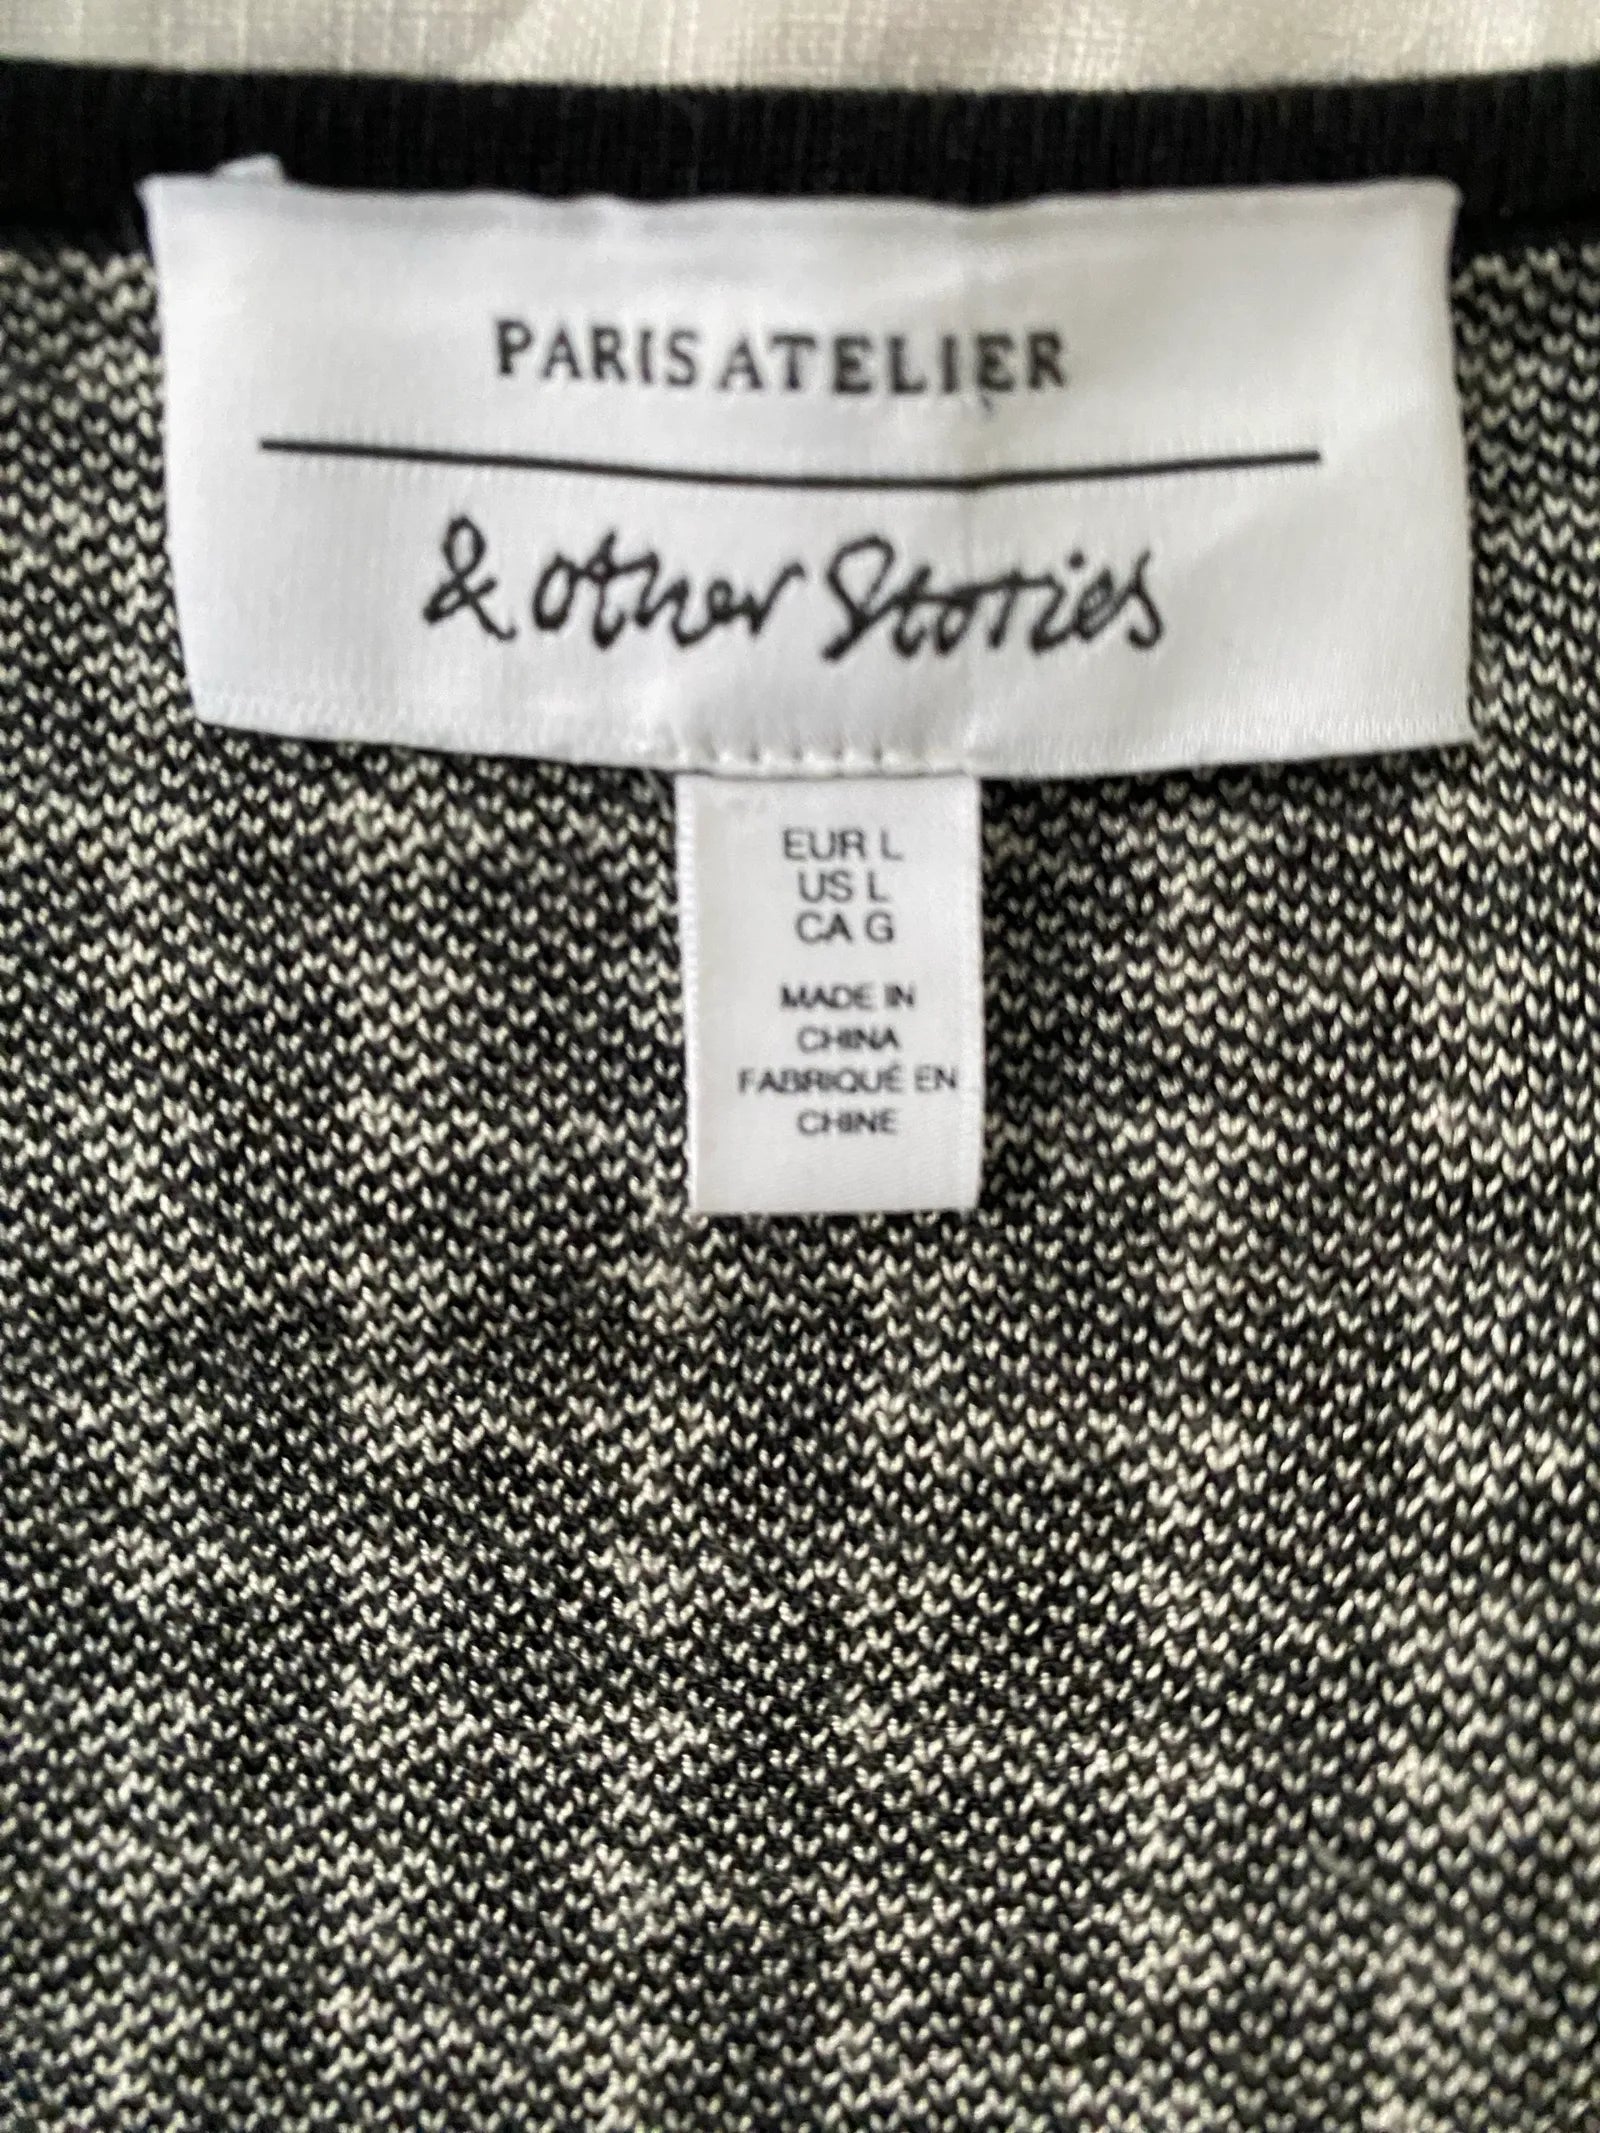 PARIS ATELIER
& other Stories
EUR L
US L
CA G
MADE IN
CHINA
FABRIQUÉ EN
CHINE